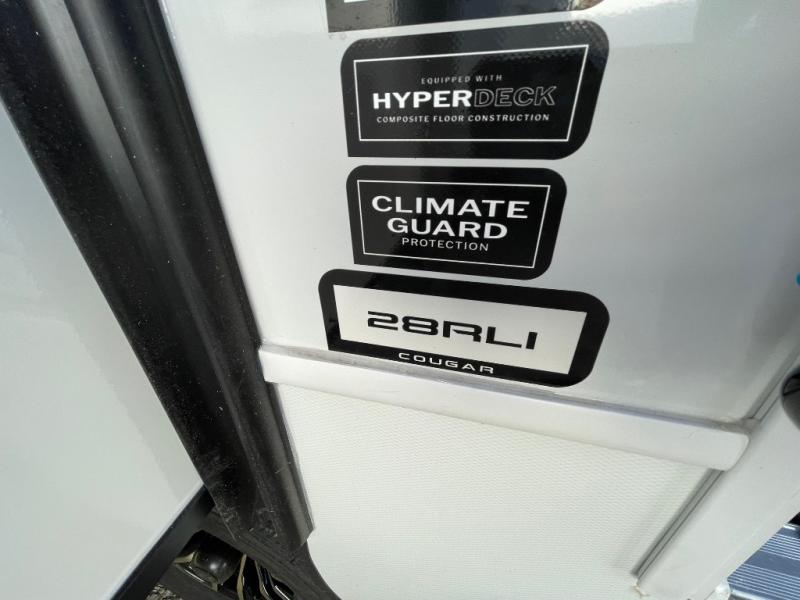 EQUIPPED WITH
HYPERDECK
COMPOSITE FLOOR CONSTRUCTION
CLIMATE
GUARD
PROTECTION
28RLI
COUGAR